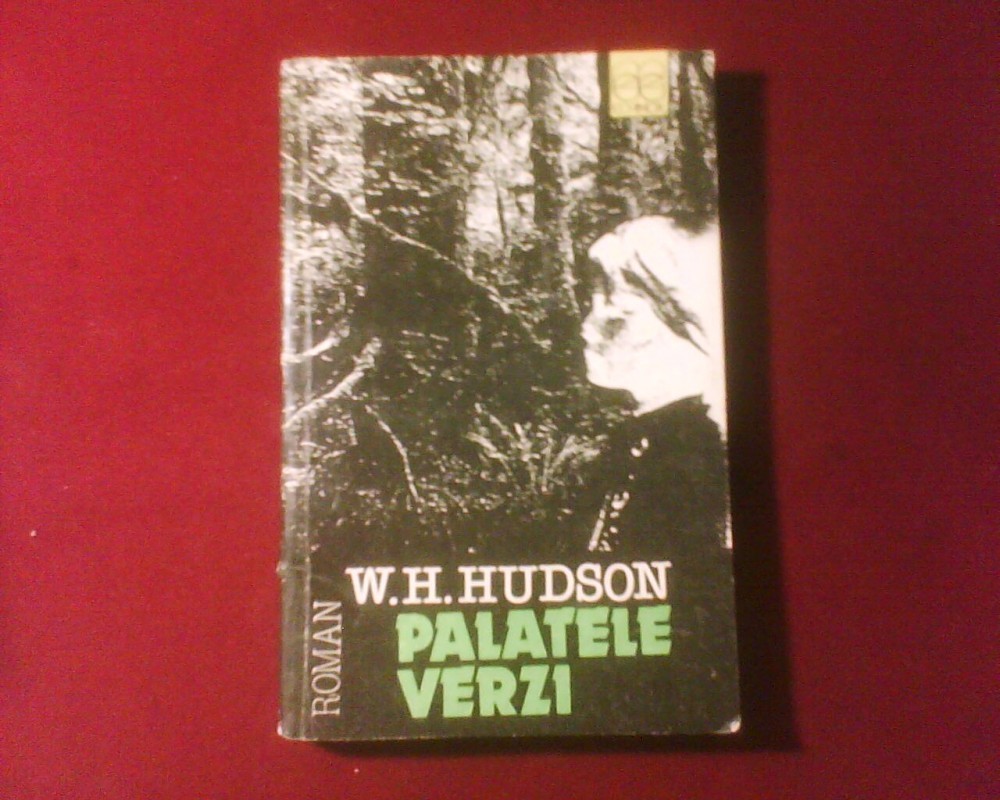 W.H.HUDSON
PALATELE
VERZI
ROMAN